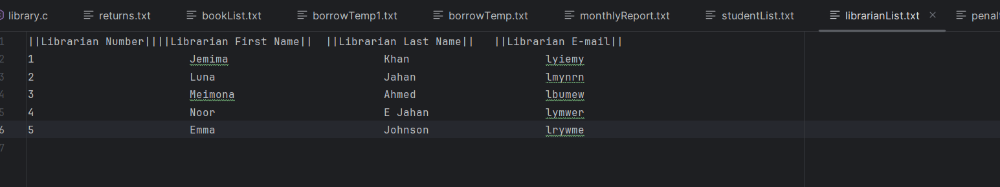 library.c returns.txt bookList.txt borrowTemp1.txt borrowTemp.txt monthlyReport.txt studentList.txt librarianList.txt
1 ||Librarian Number||||Librarian First Name|| ||Librarian Last Name|| ||Librarian E-mail||
2 1 Jemima Khan lyiemy
3 2 Luna Jahan lmynrn
4 3 Meimona Ahmed lbumew
5 4 Noor E Jahan lymwer
6 5 Emma Johnson lrywme
7